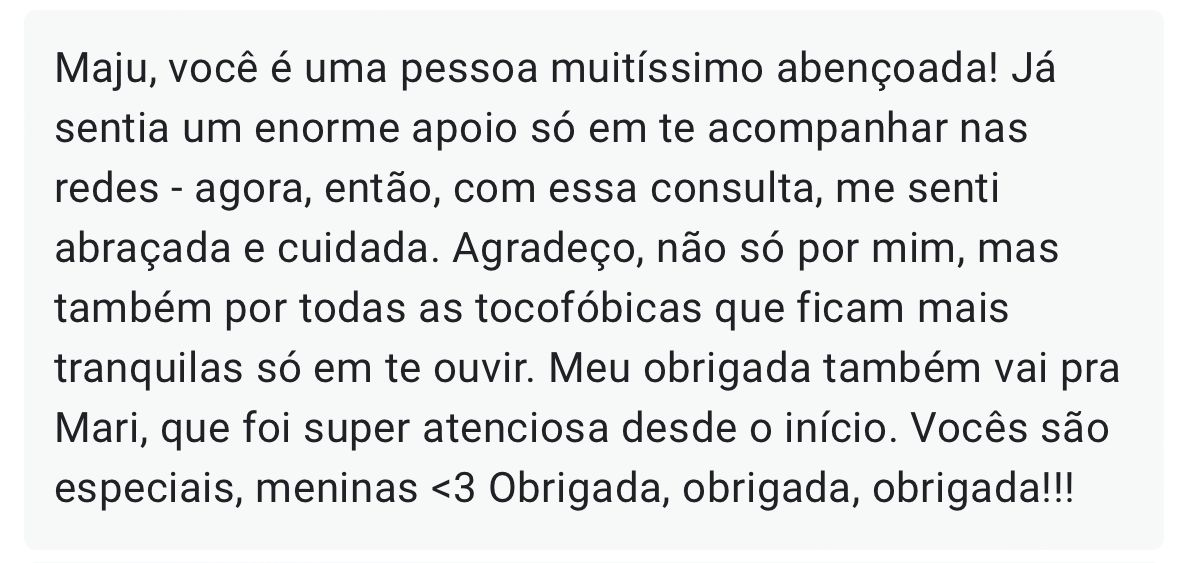 Maju, você é uma pessoa muitíssimo abençoada! Já
sentia um enorme apoio só em te acompanhar nas
redes - agora, então, com essa consulta, me senti
abraçada e cuidada. Agradeço, não só por mim, mas
também por todas as tocofóbicas que ficam mais
tranquilas só em te ouvir. Meu obrigada também vai pra
Mari, que foi super atenciosa desde o início. Vocês são
especiais, meninas <3 Obrigada, obrigada, obrigada!!!